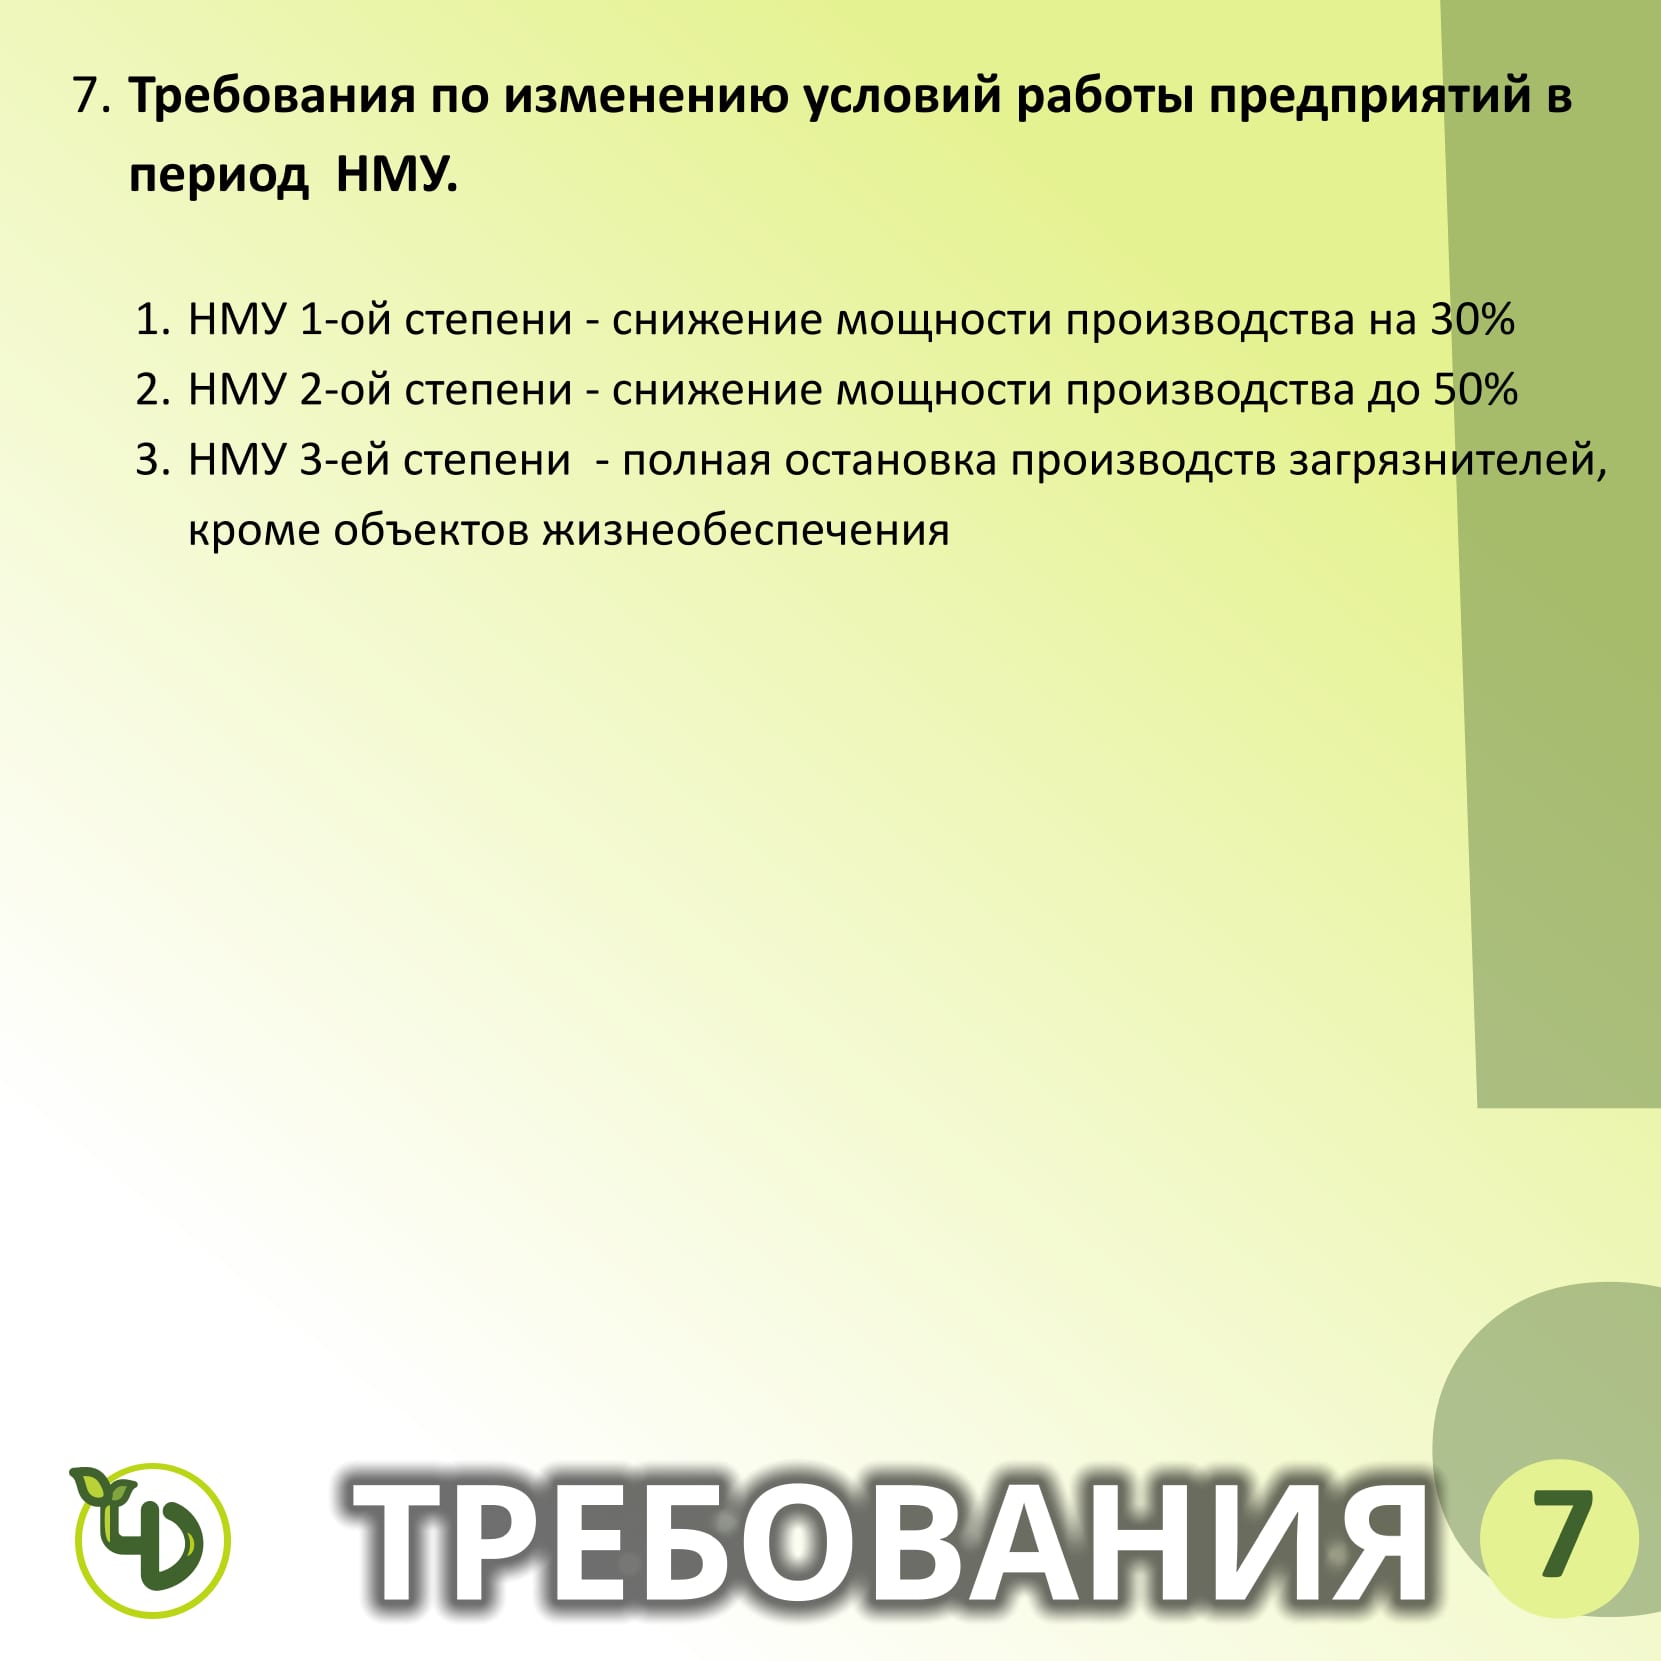 7. Требования по изменению условий работы предприятий в
период  НМУ.
1. НМУ 1-ой степени - снижение мощности производства на 30%
2. НМУ 2-ой степени - снижение мощности производства до 50%
3. НМУ 3-ей степени  - полная остановка производств загрязнителей,
кроме объектов жизнеобеспечения
ЧD
ТРЕБОВАНИЯ
7